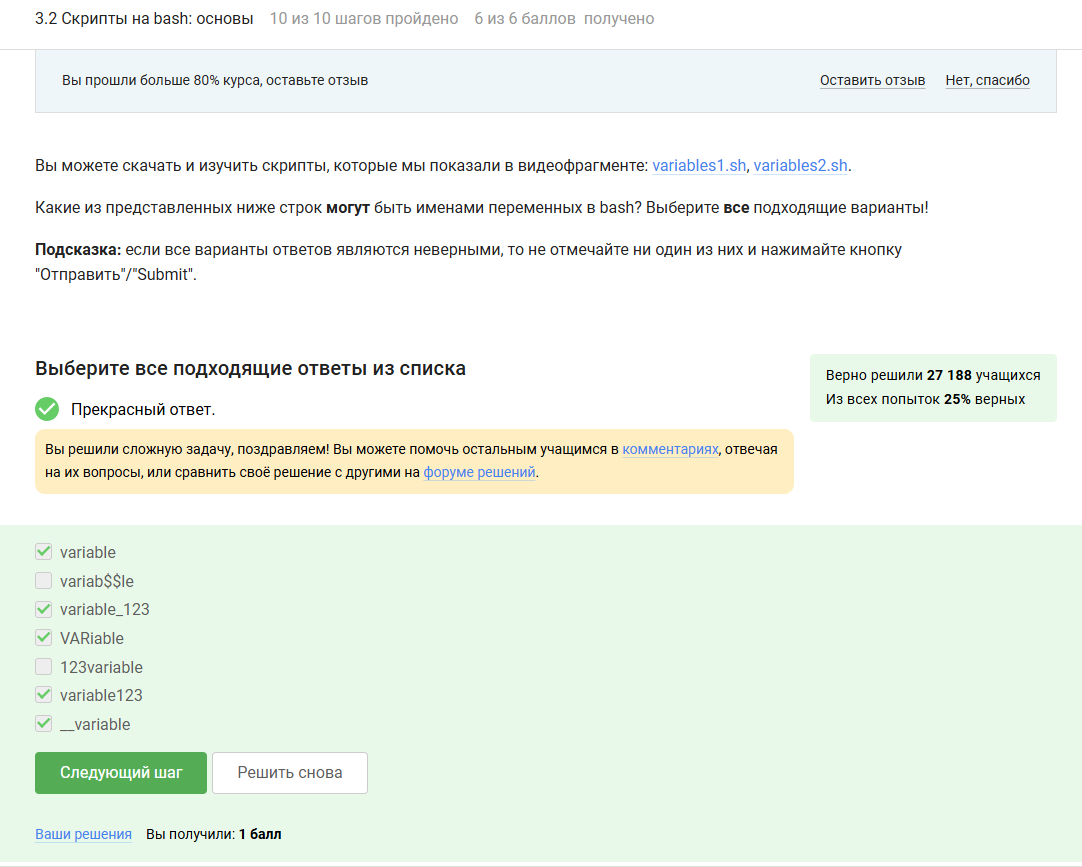 3.2 Скрипты на bash: основы 10 из 10 шагов пройдено 6 из 6 баллов получено
Вы прошли больше 80% курса, оставьте отзыв Оставить отзыв Нет, спасибо
Вы можете скачать и изучить скрипты, которые мы показали в видеофрагменте: variables1.sh, variables2.sh.
Какие из представленных ниже строк могут быть именами переменных в bash? Выберите все подходящие варианты!
Подсказка: если все варианты ответов являются неверными, то не отмечайте ни один из них и нажимайте кнопку
"Отправить"/"Submit".
Выберите все подходящие ответы из списка
Верно решили 27 188 учащихся
Из всех попыток 25% верных
Прекрасный ответ.
Вы решили сложную задачу, поздравляем! Вы можете помочь остальным учащимся в комментариях, отвечая
на их вопросы, или сравнить своё решение с другими на форуме решений.
variable
variab$$le
variable_123
VARiable
123variable
variable123
__variable
Следующий шаг Решить снова
Ваши решения Вы получили: 1 балл